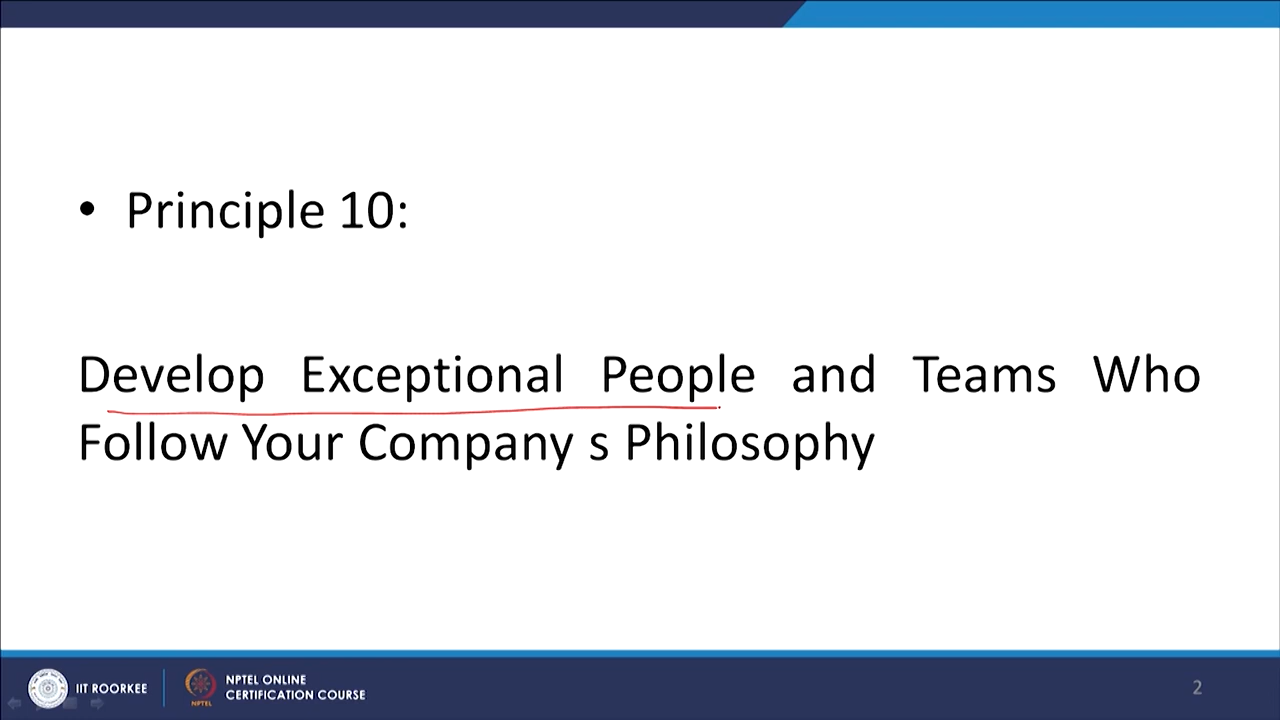 • Principle 10:
Develop Exceptional People and Teams Who
Follow Your Company s Philosophy
IIT ROORKEE
NPTEL
NPTEL ONLINE
CERTIFICATION COURSE
2